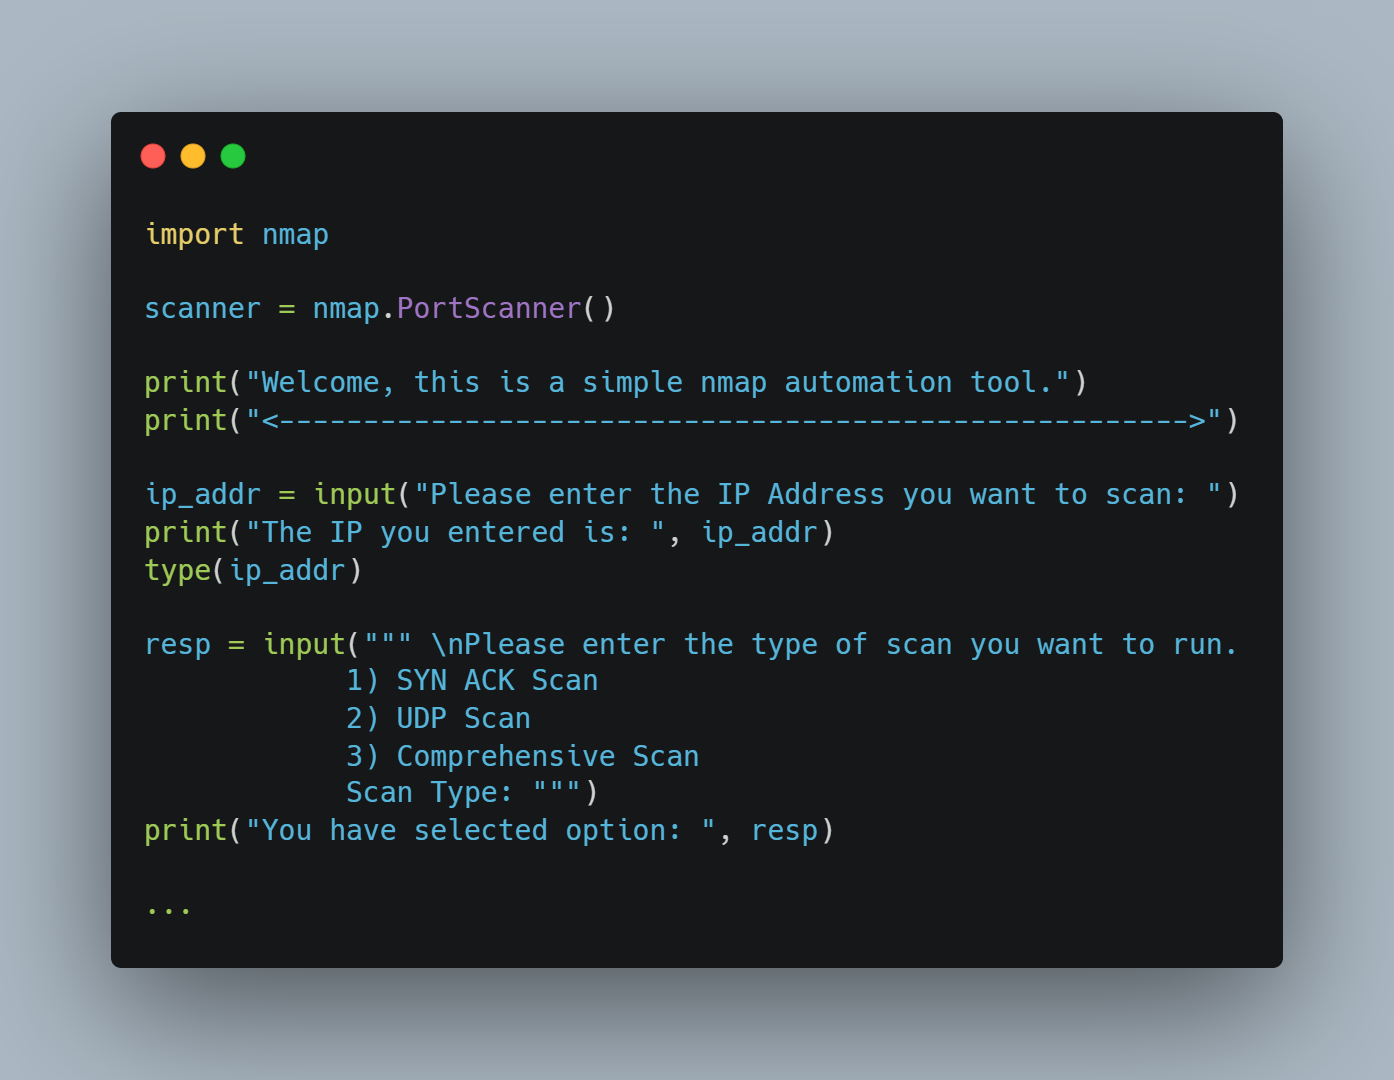 import nmap
scanner = nmap.PortScanner()
print("Welcome, this is a simple nmap automation tool.")
print("<------------------------------------------------------>")
ip_addr = input("Please enter the IP Address you want to scan: ")
print("The IP you entered is: ", ip_addr)
type(ip_addr)
resp = input(""" \nPlease enter the type of scan you want to run.
            1) SYN ACK Scan
            2) UDP Scan
            3) Comprehensive Scan
            Scan Type: """)
print("You have selected option: ", resp)
...